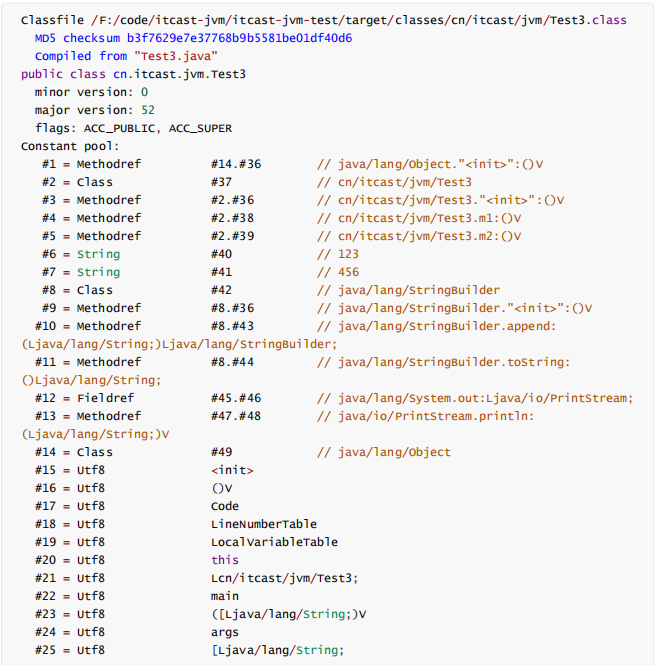 Classfile /F:/code/itcast-jvm/itcast-jvm-test/target/classes/cn/itcast/jvm/Test3.class
MD5 checksum b3f7629e7e37768b9b5581be01df40d6
Compiled from "Test3.java"
public class cn.itcast.jvm.Test3
minor version: 0
major version: 52
flags: ACC_PUBLIC, ACC_SUPER
Constant pool:
#1 = Methodref #14.#36 // java/lang/Object."<init>":()V
#2 = Class #37 // cn/itcast/jvm/Test3
#3 = Methodref #2.#36 // cn/itcast/jvm/Test3."<init>":()V
#4 = Methodref #2.#38 // cn/itcast/jvm/Test3.m1:()V
#5 = Methodref #2.#39 // cn/itcast/jvm/Test3.m2:()V
#6 = String #40 // 123
#7 = String #41 // 456
#8 = Class #42 // java/lang/StringBuilder
#9 = Methodref #8.#36 // java/lang/StringBuilder."<init>":()V
#10 = Methodref #8.#43 // java/lang/StringBuilder.append:
(Ljava/lang/String;)Ljava/lang/StringBuilder;
#11 = Methodref #8.#44 // java/lang/StringBuilder.toString:
()Ljava/lang/String;
#12 = Fieldref #45.#46 // java/lang/System.out:Ljava/io/PrintStream;
#13 = Methodref #47.#48 // java/io/PrintStream.println:
(Ljava/lang/String;)V
#14 = Class #49 // java/lang/Object
#15 = Utf8 <init>
#16 = Utf8 ()V
#17 = Utf8 Code
#18 = Utf8 LineNumberTable
#19 = Utf8 LocalVariableTable
#20 = Utf8 this
#21 = Utf8 Lcn/itcast/jvm/Test3;
#22 = Utf8 main
#23 = Utf8 ([Ljava/lang/String;)V
#24 = Utf8 args
#25 = Utf8 [Ljava/lang/String;